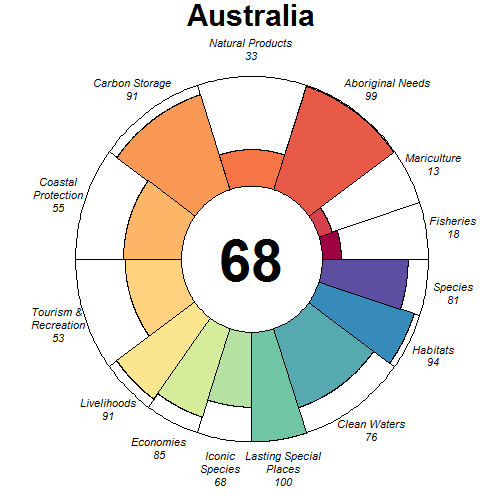 Australia
Natural Products
33
Carbon Storage
91
Aboriginal Needs
99
Mariculture
13
Coastal
Protection
55
Fisheries
18
68
Species
81
Tourism &
Recreation
53
Habitats
94
Livelihoods
91
Clean Waters
76
Economies
85
Iconic
Species
68
Lasting Special
Places
100